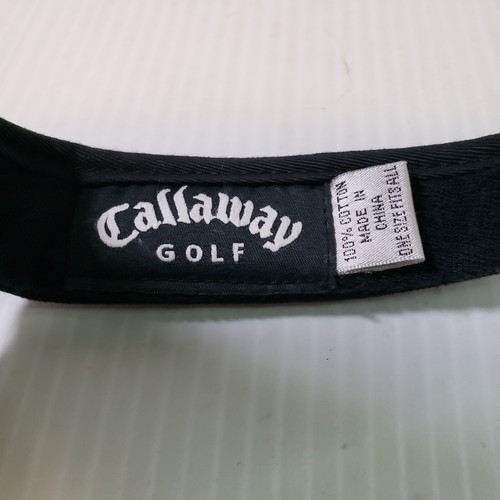 Callaway
GOLF
100% COTTON
MADE IN
CHINA
ONE SIZE FITS ALL